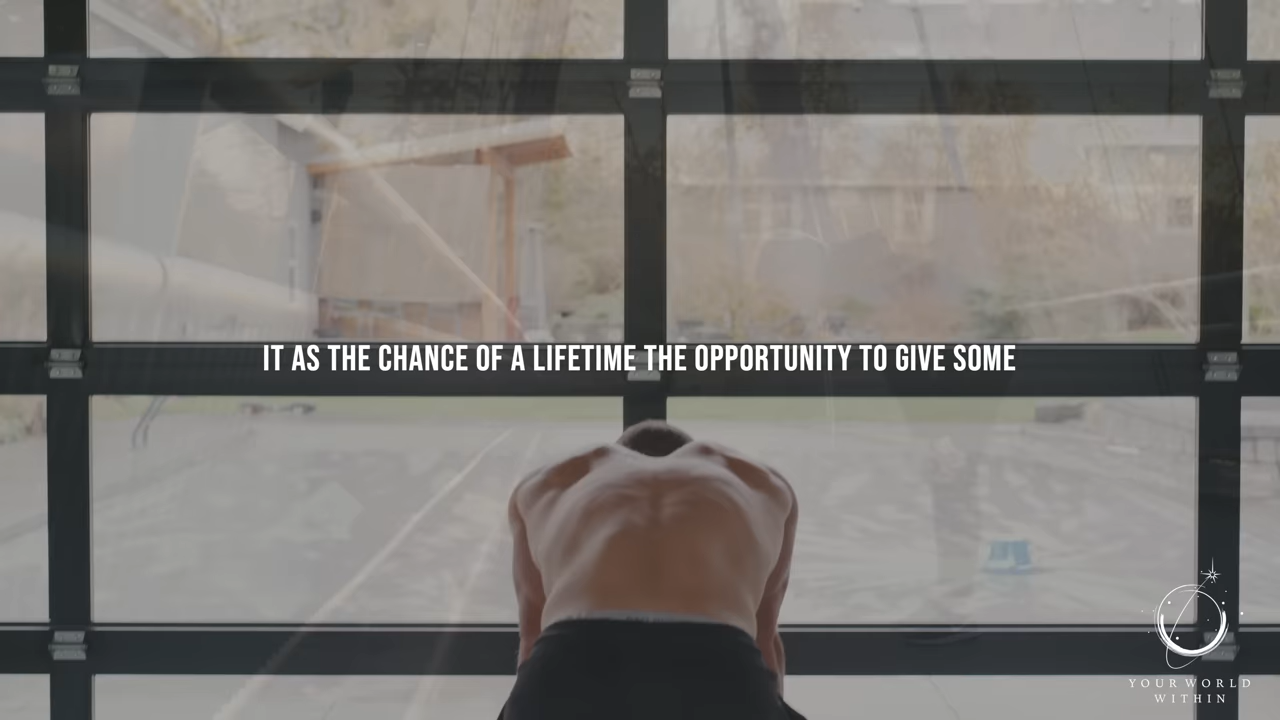 IT AS THE CHANCE OF A LIFETIME THE OPPORTUNITY TO GIVE SOME
YOUR WORLD
WITHIN